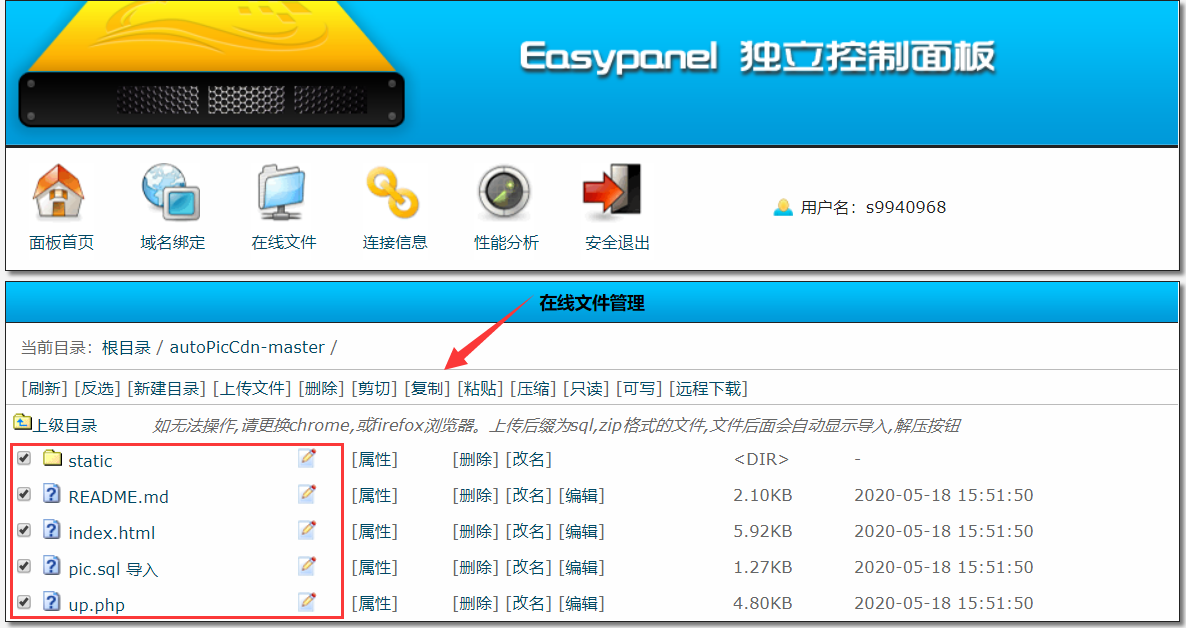 Easypanel 独立控制面板
面板首页 域名绑定 在线文件 连接信息 性能分析 安全退出
用户名：s9940968
在线文件管理
当前目录：根目录 / autoPicCdn-master /
[刷新] [反选] [新建目录] [上传文件] [删除] [剪切] [复制] [粘贴] [压缩] [只读] [可写] [远程下载]
上级目录 如无法操作,请更换chrome,或firefox浏览器。上传后缀为sql,zip格式的文件,文件后面会自动显示导入,解压按钮
static [属性] [删除] [改名] <DIR> -
README.md [属性] [删除] [改名] [编辑] 2.10KB 2020-05-18 15:51:50
index.html [属性] [删除] [改名] [编辑] 5.92KB 2020-05-18 15:51:50
pic.sql 导入 [属性] [删除] [改名] [编辑] 1.27KB 2020-05-18 15:51:50
up.php [属性] [删除] [改名] [编辑] 4.80KB 2020-05-18 15:51:50